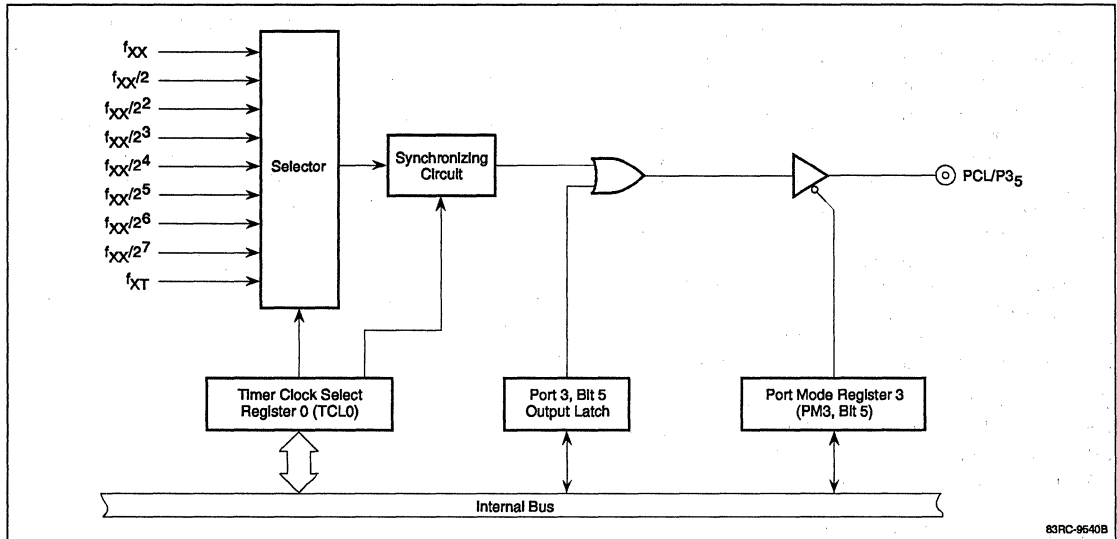 fXX
fXX/2
fXX/2²
fXX/2³
fXX/2⁴
fXX/2⁵
fXX/2⁶
fXX/2⁷
fXT
Selector
Synchronizing
Circuit
PCL/P3₅
Timer Clock Select
Register 0 (TCL0)
Port 3, Bit 5
Output Latch
Port Mode Register 3
(PM3, Bit 5)
Internal Bus
83RC-9540B